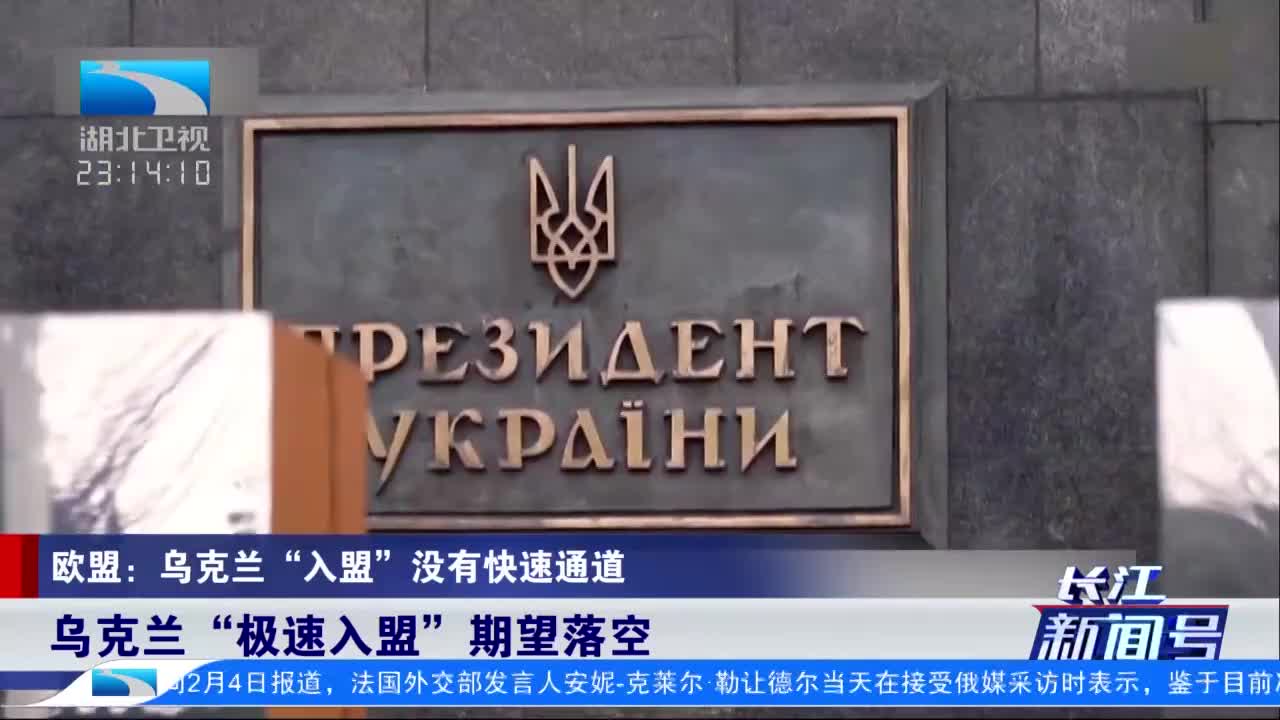 湖北卫视
23:14:10
ПРЕЗИДЕНТ
УКРАЇНИ
欧盟：乌克兰“入盟”没有快速通道
乌克兰“极速入盟”期望落空
长江
新闻号
2月4日报道，法国外交部发言人安妮-克莱尔·勒让德尔当天在接受俄媒采访时表示，鉴于目前